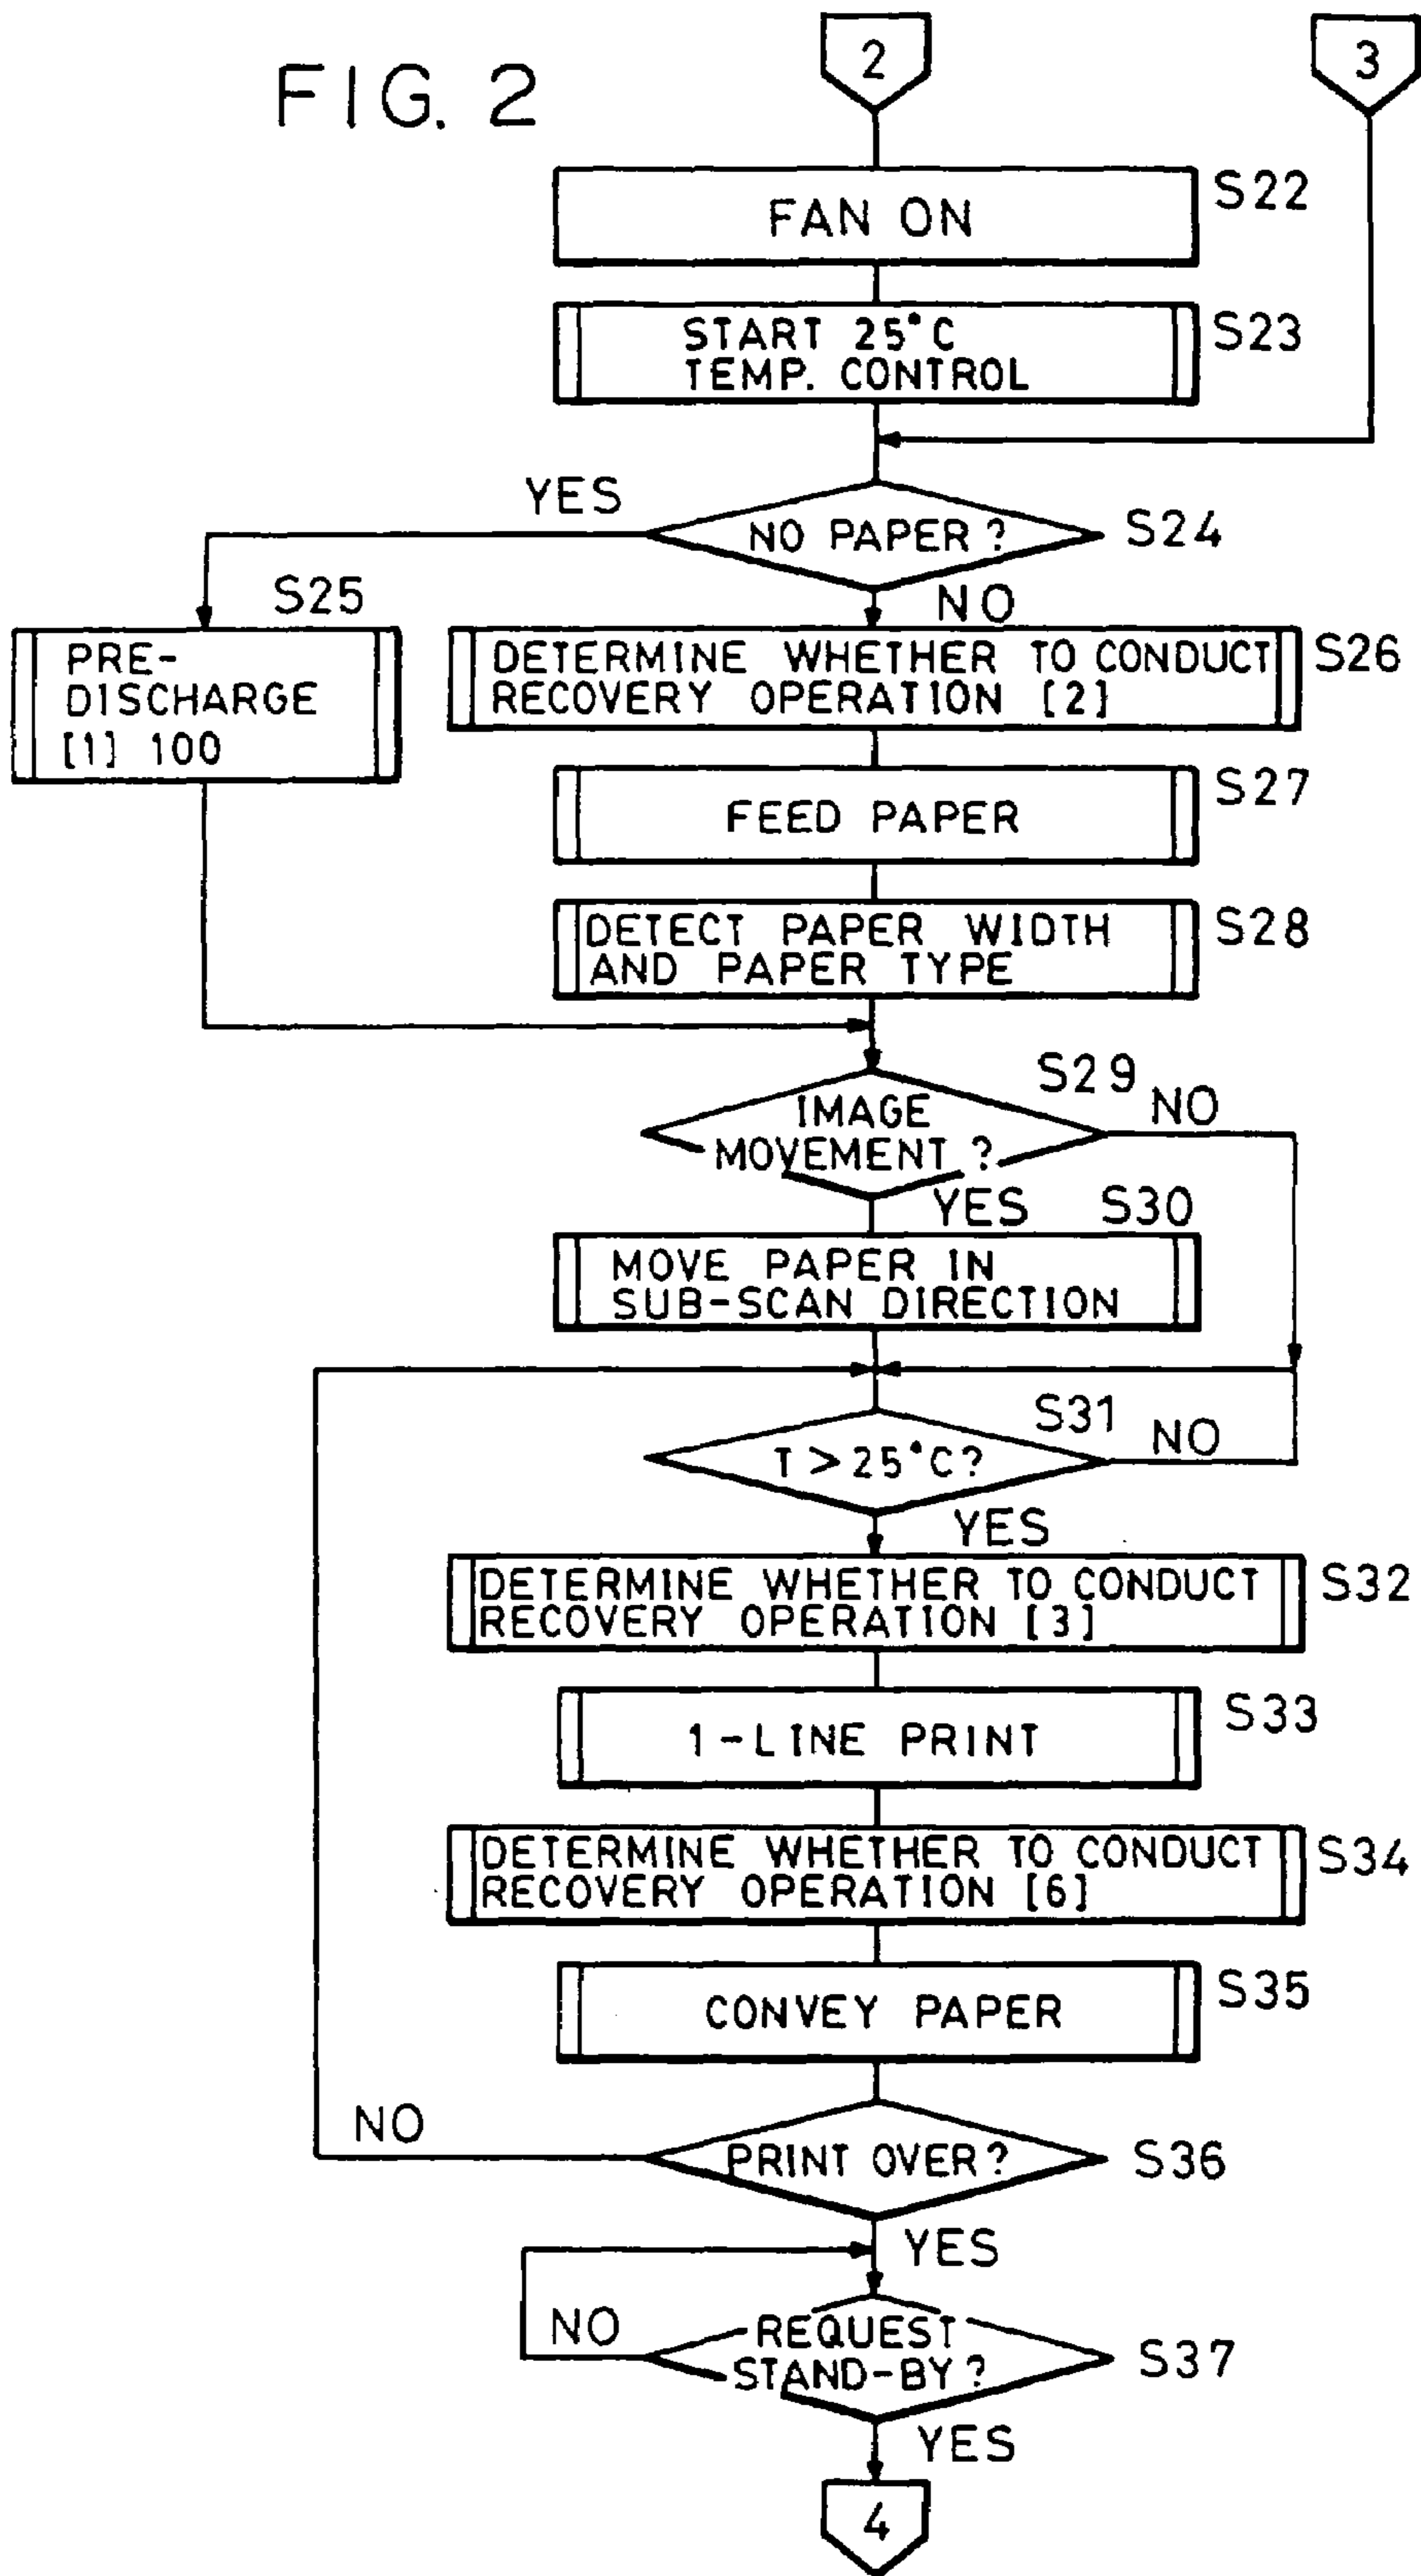 FIG. 2
2
3
FAN ON
S22
START 25°C
TEMP. CONTROL
S23
YES
NO PAPER?
S24
NO
S25
PRE-
DISCHARGE
[1] 100
DETERMINE WHETHER TO CONDUCT
RECOVERY OPERATION [2]
S26
FEED PAPER
S27
DETECT PAPER WIDTH
AND PAPER TYPE
S28
IMAGE
MOVEMENT?
S29
NO
YES
S30
MOVE PAPER IN
SUB-SCAN DIRECTION
T > 25°C?
S31
NO
YES
DETERMINE WHETHER TO CONDUCT
RECOVERY OPERATION [3]
S32
1-LINE PRINT
S33
DETERMINE WHETHER TO CONDUCT
RECOVERY OPERATION [6]
S34
CONVEY PAPER
S35
NO
PRINT OVER?
S36
YES
NO
REQUEST
STAND-BY?
S37
YES
4